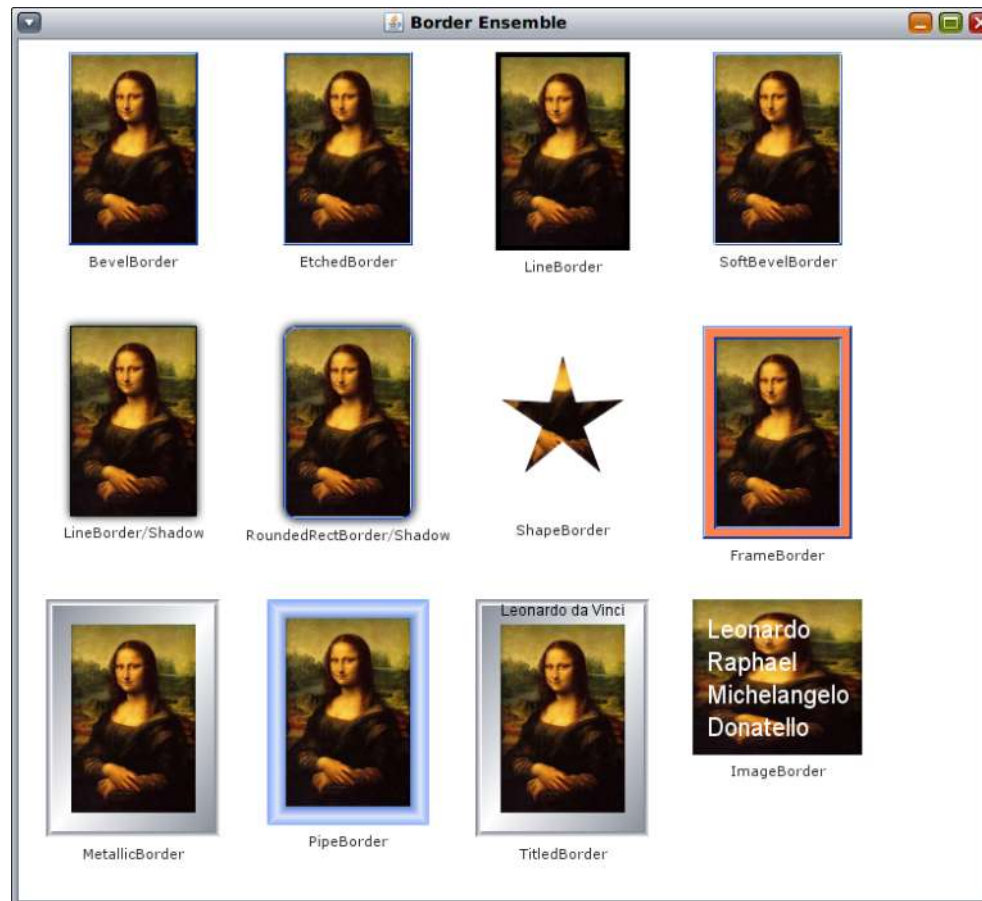 Border Ensemble
BevelBorder
EtchedBorder
LineBorder
SoftBevelBorder
LineBorder/Shadow
RoundedRectBorder/Shadow
ShapeBorder
FrameBorder
Leonardo da Vinci
Leonardo
Raphael
Michelangelo
Donatello
MetallicBorder
PipeBorder
TitledBorder
ImageBorder